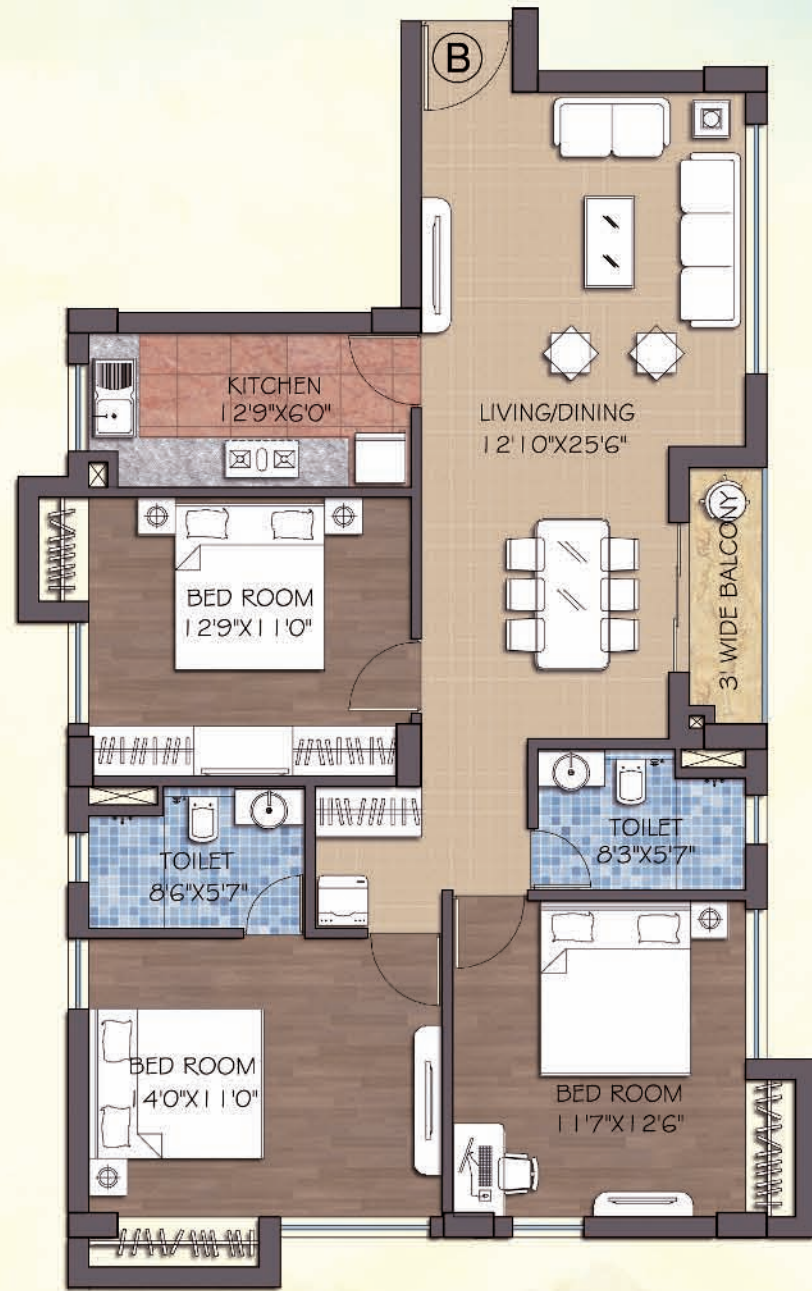 B
KITCHEN
12'9"X6'0"
LIVING/DINING
12'10"X25'6"
3' WIDE BALCONY
BED ROOM
12'9"X11'0"
TOILET
8'3"X5'7"
TOILET
8'6"X5'7"
BED ROOM
14'0"X11'0"
BED ROOM
11'7"X12'6"